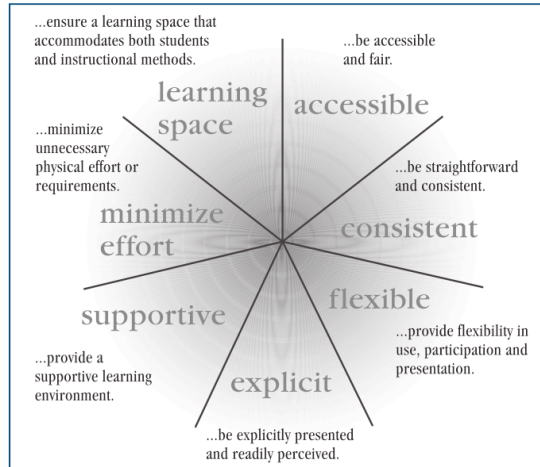 ...ensure a learning space that
accommodates both students
and instructional methods.
learning
space
...be accessible
and fair.
accessible
...be straightforward
and consistent.
consistent
flexible
...provide flexibility in
use, participation and
presentation.
explicit
...be explicitly presented
and readily perceived.
supportive
...provide a
supportive learning
environment.
...minimize
unnecessary
physical effort or
requirements.
minimize
effort